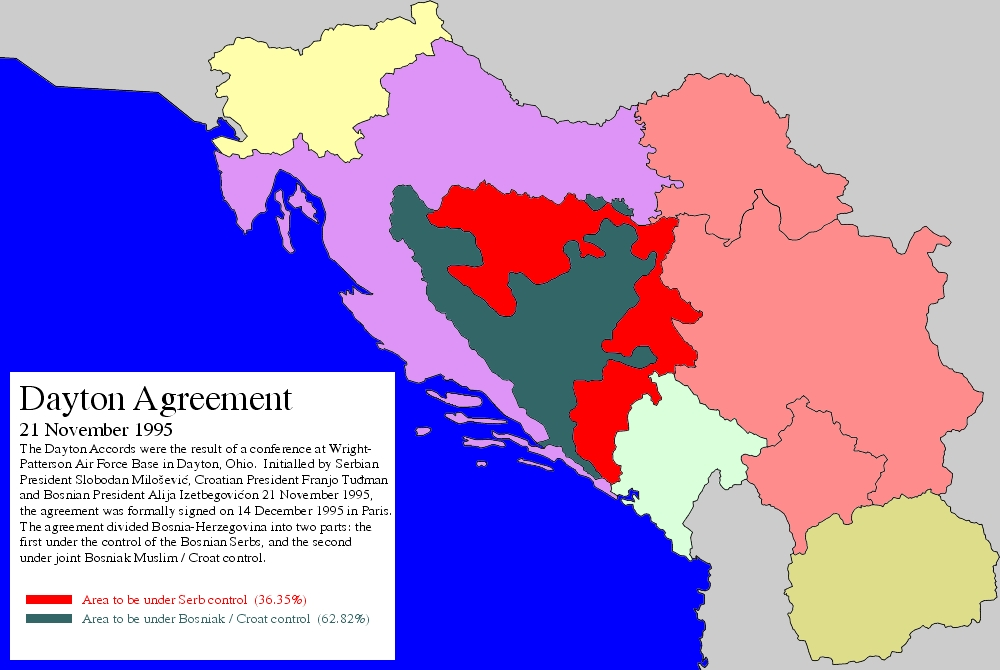 Dayton Agreement
21 November 1995
The Dayton Accords were the result of a conference at Wright-
Patterson Air Force Base in Dayton, Ohio. Initialled by Serbian
President Slobodan Milošević, Croatian President Franjo Tuđman
and Bosnian President Alija Izetbegovićon 21 November 1995,
the agreement was formally signed on 14 December 1995 in Paris.
The agreement divided Bosnia-Herzegovina into two parts: the
first under the control of the Bosnian Serbs, and the second
under joint Bosniak Muslim / Croat control.
Area to be under Serb control (36.35%)
Area to be under Bosniak / Croat control (62.82%)